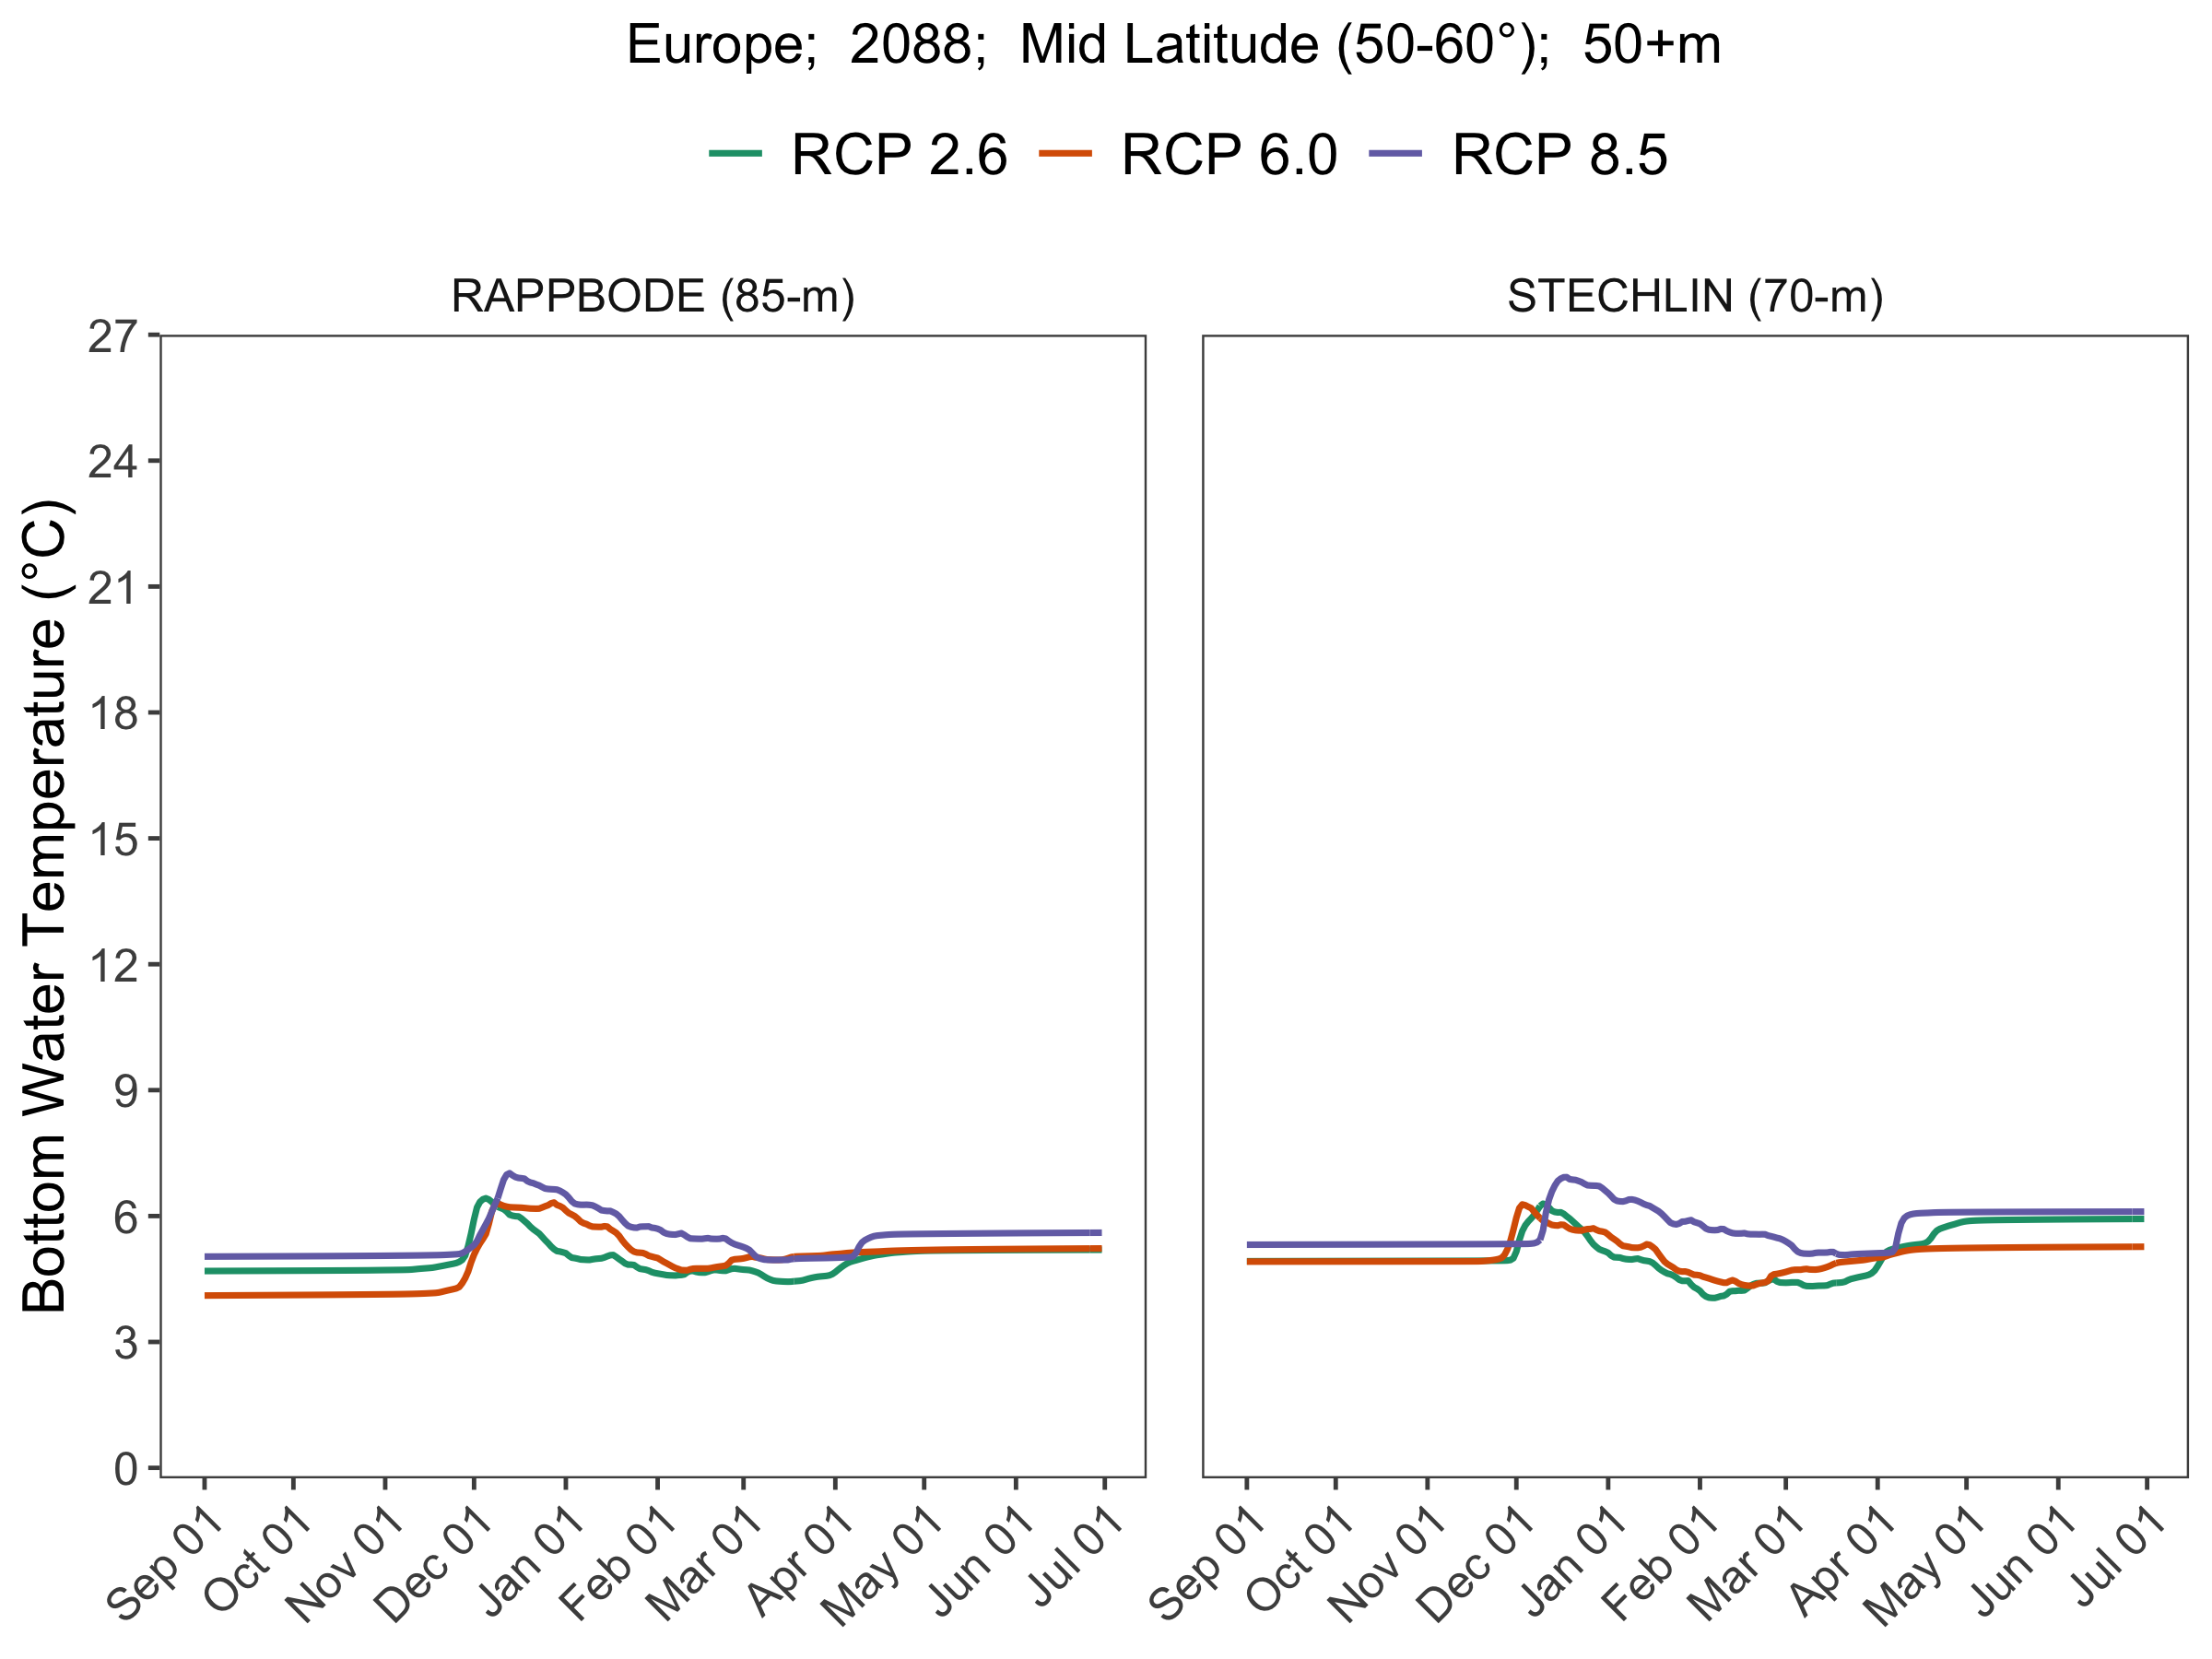 Europe;  2088;  Mid Latitude (50-60°);  50+m
RCP 2.6 RCP 6.0 RCP 8.5
RAPPBODE (85-m)
STECHLIN (70-m)
Bottom Water Temperature (°C)
27
24
21
18
15
12
9
6
3
0
Sep 01
Oct 01
Nov 01
Dec 01
Jan 01
Feb 01
Mar 01
Apr 01
May 01
Jun 01
Jul 01
Sep 01
Oct 01
Nov 01
Dec 01
Jan 01
Feb 01
Mar 01
Apr 01
May 01
Jun 01
Jul 01